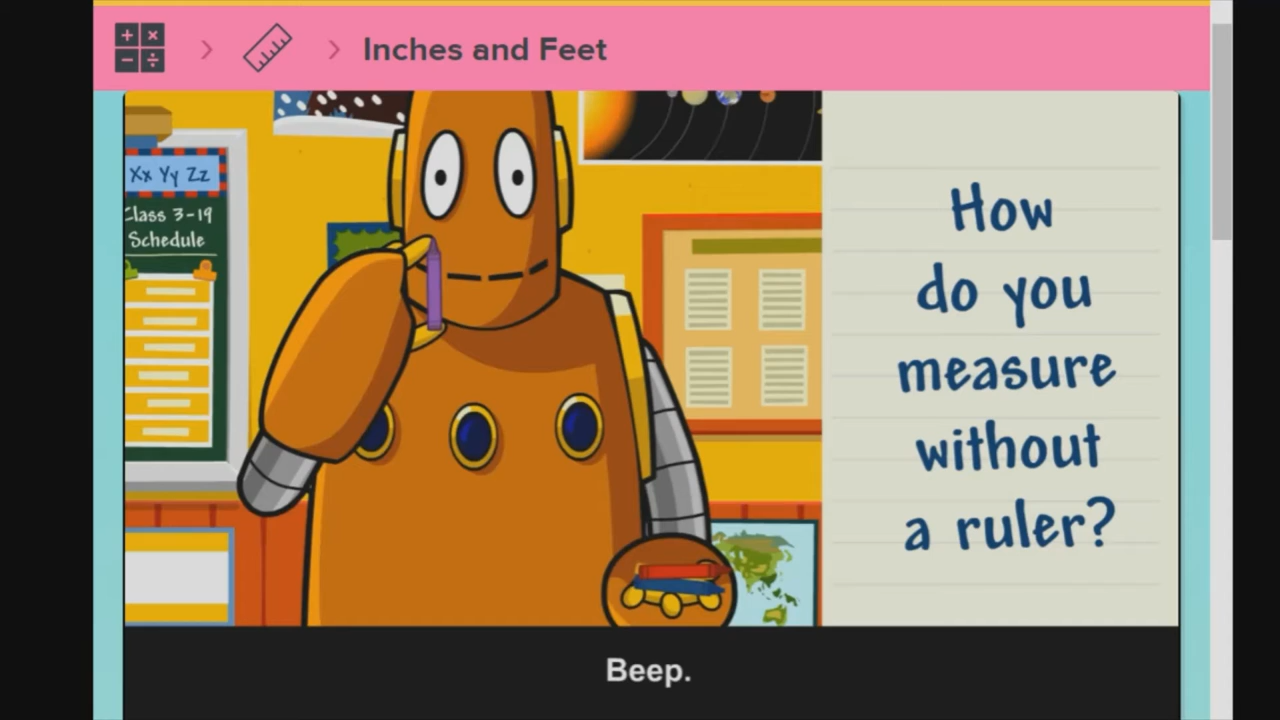 Inches and Feet
Xx Yy Zz
Class 3-19
Schedule
How
do you
measure
without
a ruler?
Beep.